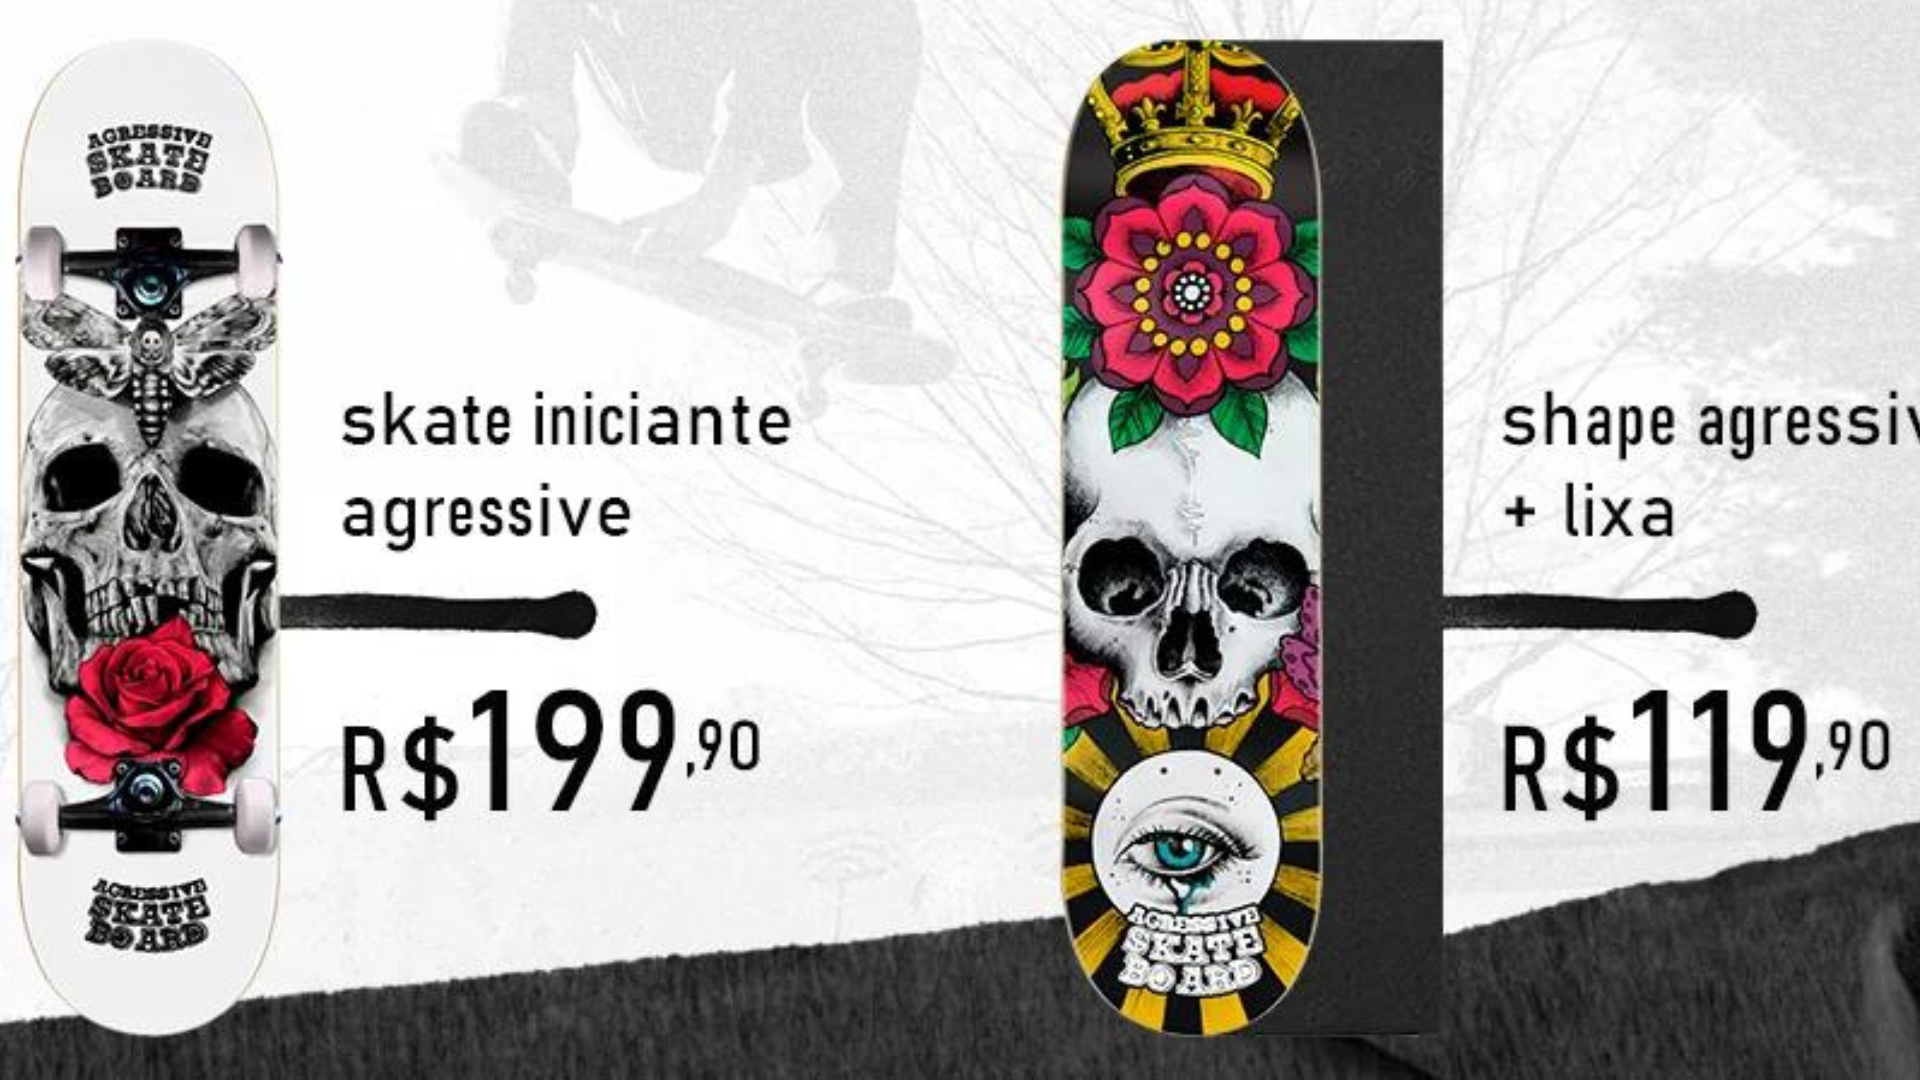 AGRESSIVE
SKATE
BOARD
skate iniciante
agressive
R$199,90
AGRESSIVE
SKATE
BOARD
shape agressiv
+ lixa
R$119,90
AGRESSIVE
SKATE
BOARD